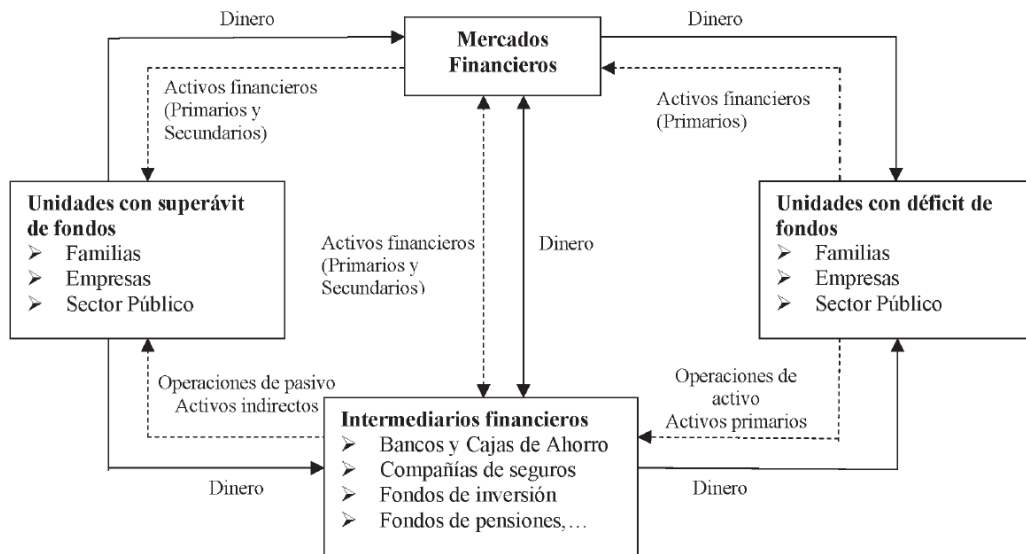 Dinero
Dinero
Mercados
Financieros
Activos financieros
(Primarios y
Secundarios)
Activos financieros
(Primarios)
Unidades con superávit
de fondos
➢ Familias
➢ Empresas
➢ Sector Público
Activos financieros
(Primarios y
Secundarios)
Dinero
Unidades con déficit de
fondos
➢ Familias
➢ Empresas
➢ Sector Público
Operaciones de pasivo
Activos indirectos
Operaciones de
activo
Activos primarios
Intermediarios financieros
➢ Bancos y Cajas de Ahorro
➢ Compañías de seguros
➢ Fondos de inversión
➢ Fondos de pensiones,…
Dinero
Dinero